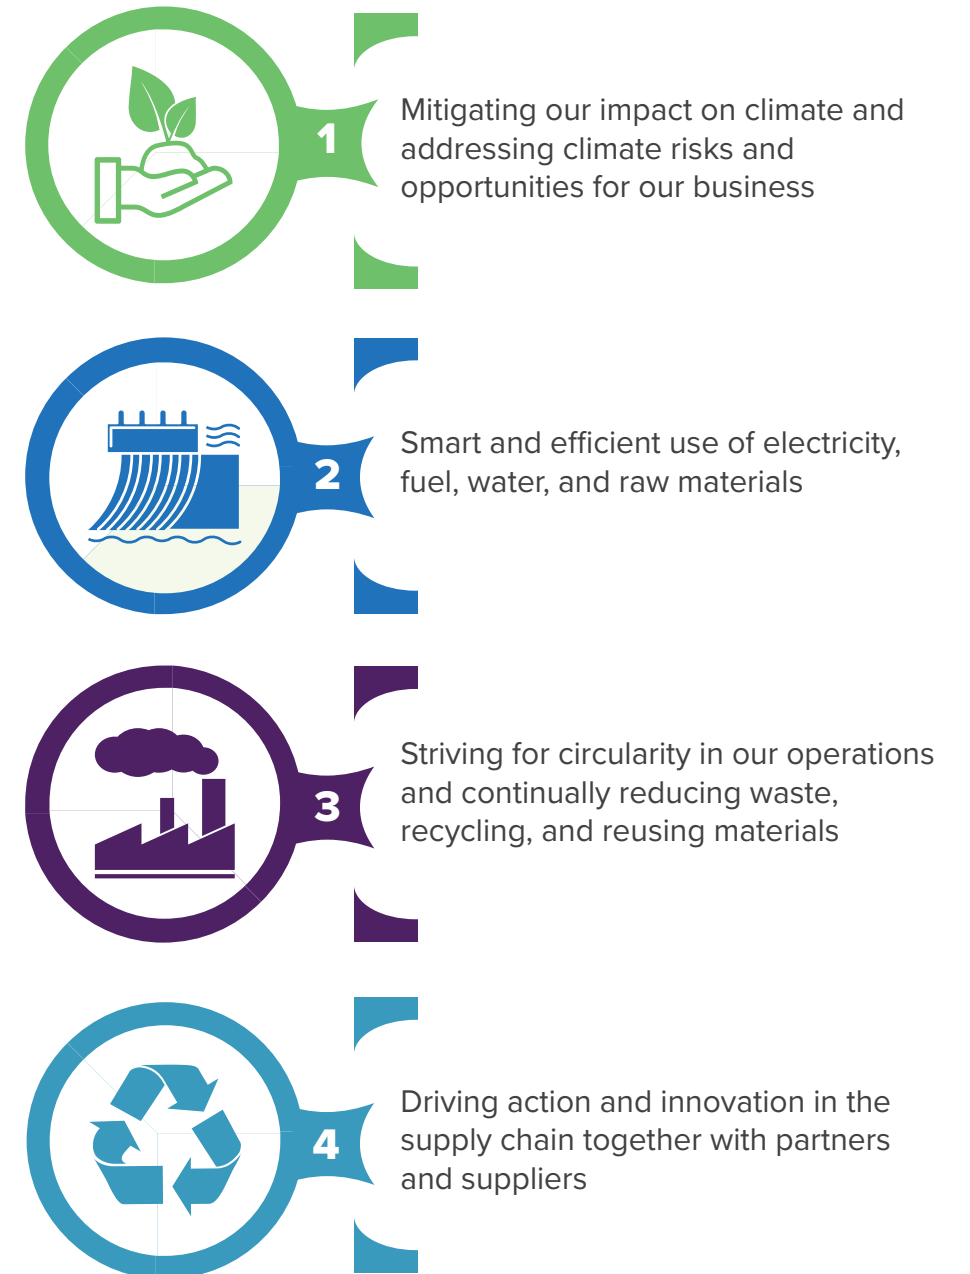 1
Mitigating our impact on climate and
addressing climate risks and
opportunities for our business
2
Smart and efficient use of electricity,
fuel, water, and raw materials
3
Striving for circularity in our operations
and continually reducing waste,
recycling, and reusing materials
4
Driving action and innovation in the
supply chain together with partners
and suppliers